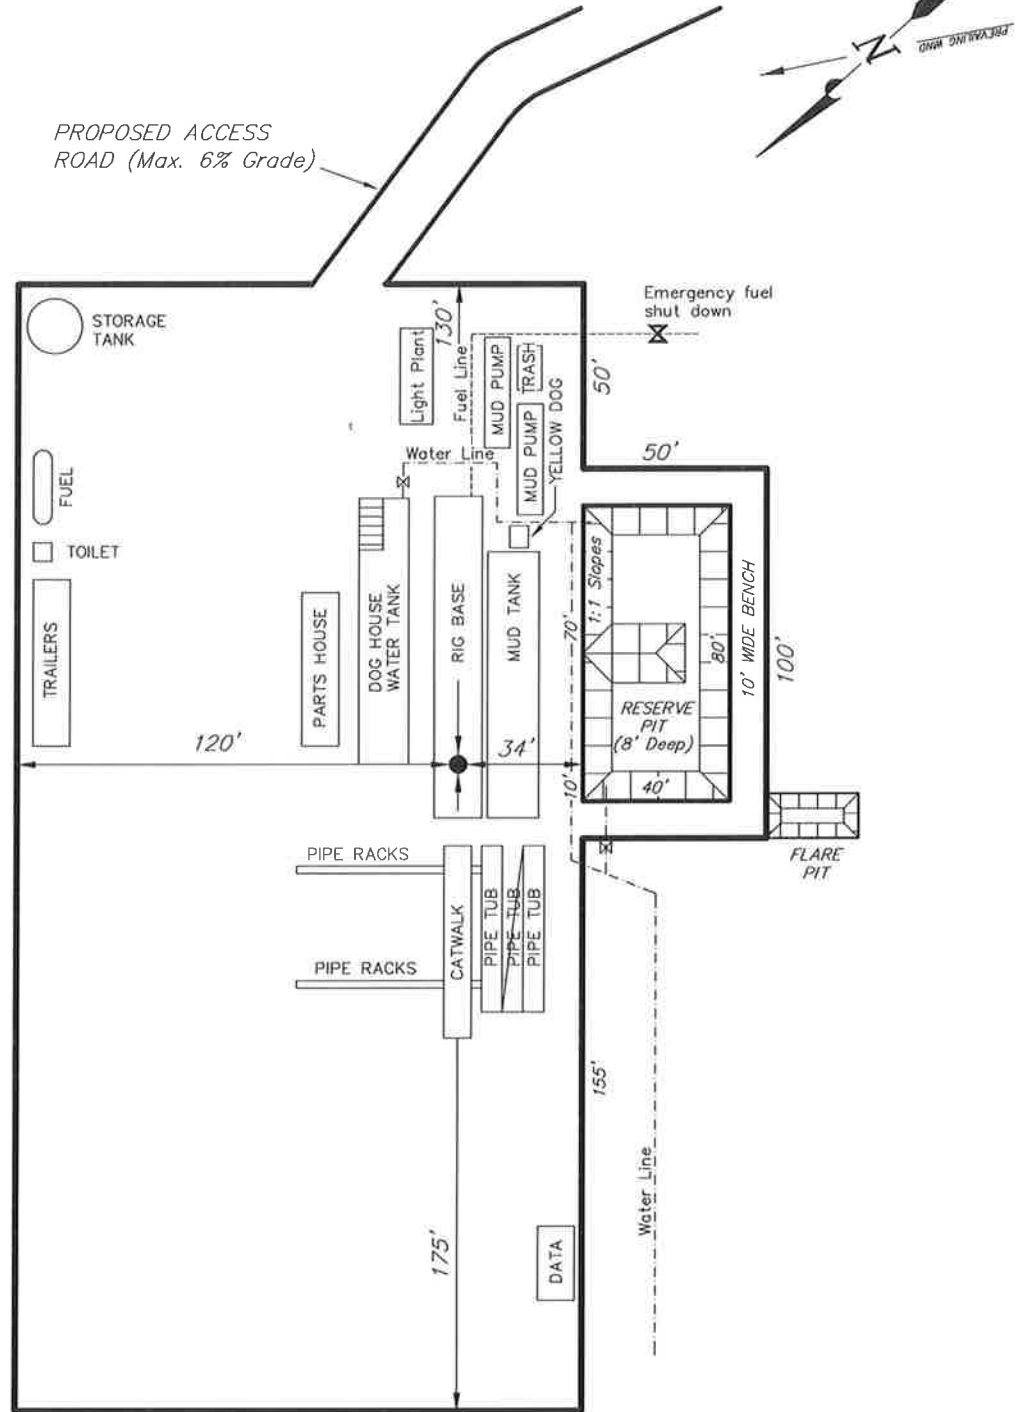 PREVAILING WIND
N
PROPOSED ACCESS
ROAD (Max. 6% Grade)
STORAGE
TANK
130'
Emergency fuel
shut down
Light Plant
Fuel Line
MUD PUMP
TRASH
50'
MUD PUMP
YELLOW DOG
Water Line
50'
FUEL
TOILET
TRAILERS
PARTS HOUSE
DOG HOUSE
WATER TANK
RIG BASE
MUD TANK
70'
1:1 Slopes
80'
10' WIDE BENCH
100'
RESERVE
PIT
(8' Deep)
120'
34'
10'
40'
FLARE
PIT
PIPE RACKS
CATWALK
PIPE TUB
PIPE TUB
PIPE TUB
PIPE RACKS
155'
Water Line
175'
DATA